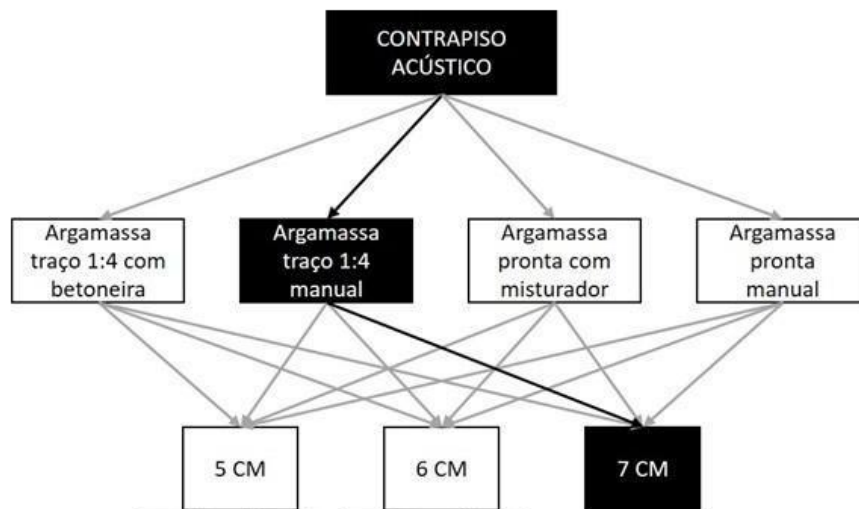 CONTRAPISO
ACÚSTICO
Argamassa
traço 1:4 com
betoneira
Argamassa
traço 1:4
manual
Argamassa
pronta com
misturador
Argamassa
pronta
manual
5 CM
6 CM
7 CM